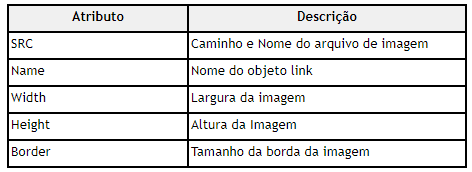 Atributo Descrição
SRC Caminho e Nome do arquivo de imagem
Name Nome do objeto link
Width Largura da imagem
Height Altura da Imagem
Border Tamanho da borda da imagem